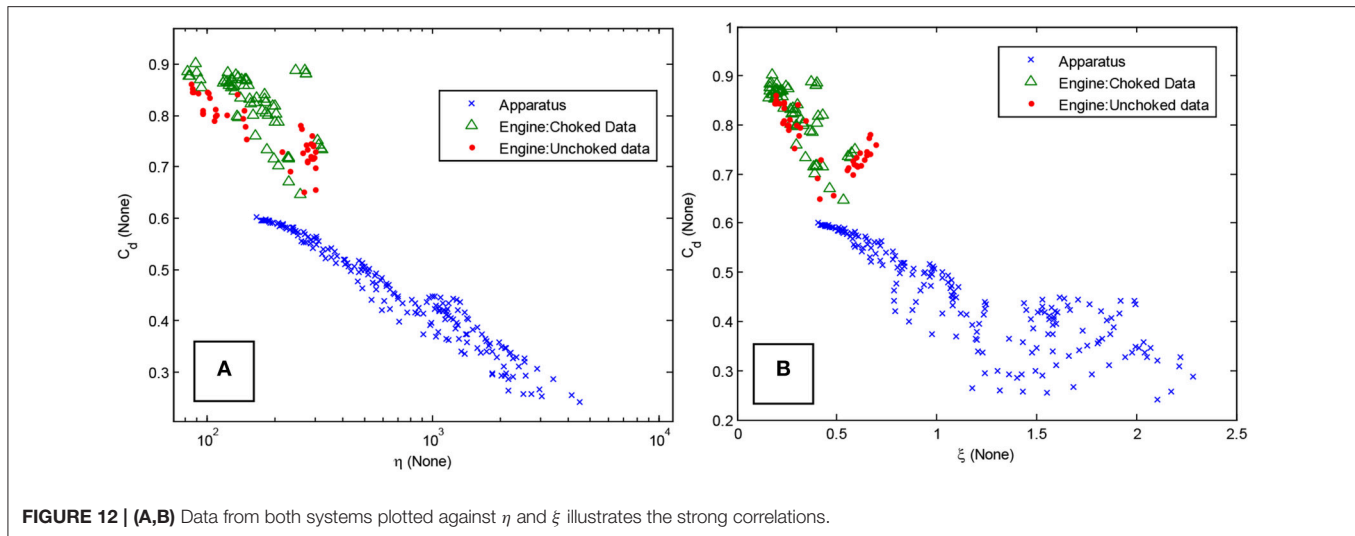 0.9
0.8
0.7
0.6
0.5
0.4
0.3
C_d (None)
10^2
10^3
10^4
η (None)
Apparatus
Engine:Choked Data
Engine:Unchoked data
A
1
0.9
0.8
0.7
0.6
0.5
0.4
0.3
0.2
C_d (None)
0
0.5
1
1.5
2
2.5
ξ (None)
Apparatus
Engine:Choked Data
Engine:Unchoked data
B
FIGURE 12 | (A,B) Data from both systems plotted against η and ξ illustrates the strong correlations.